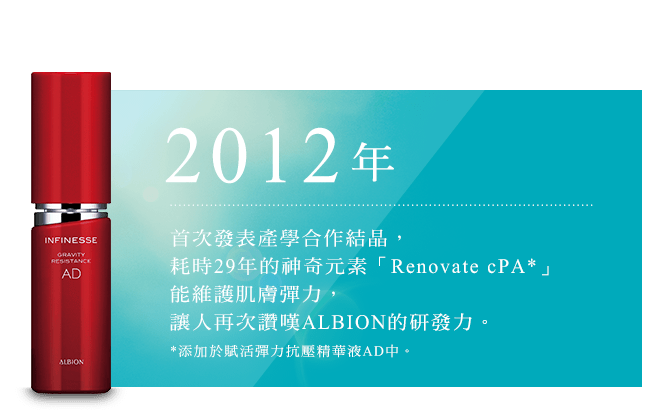 2012年
首次發表產學合作結晶，
耗時29年的神奇元素「Renovate cPA*」
能維護肌膚彈力，
讓人再次讚嘆ALBION的研發力。
*添加於賦活彈力抗壓精華液AD中。
INFINESSE
GRAVITY
RESISTANCE
AD
ALBION